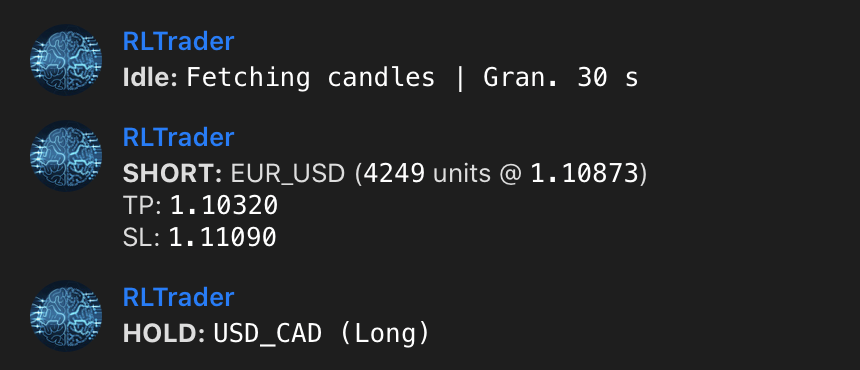 RLTrader
Idle: Fetching candles | Gran. 30 s
RLTrader
SHORT: EUR_USD (4249 units @ 1.10873)
TP: 1.10320
SL: 1.11090
RLTrader
HOLD: USD_CAD (Long)